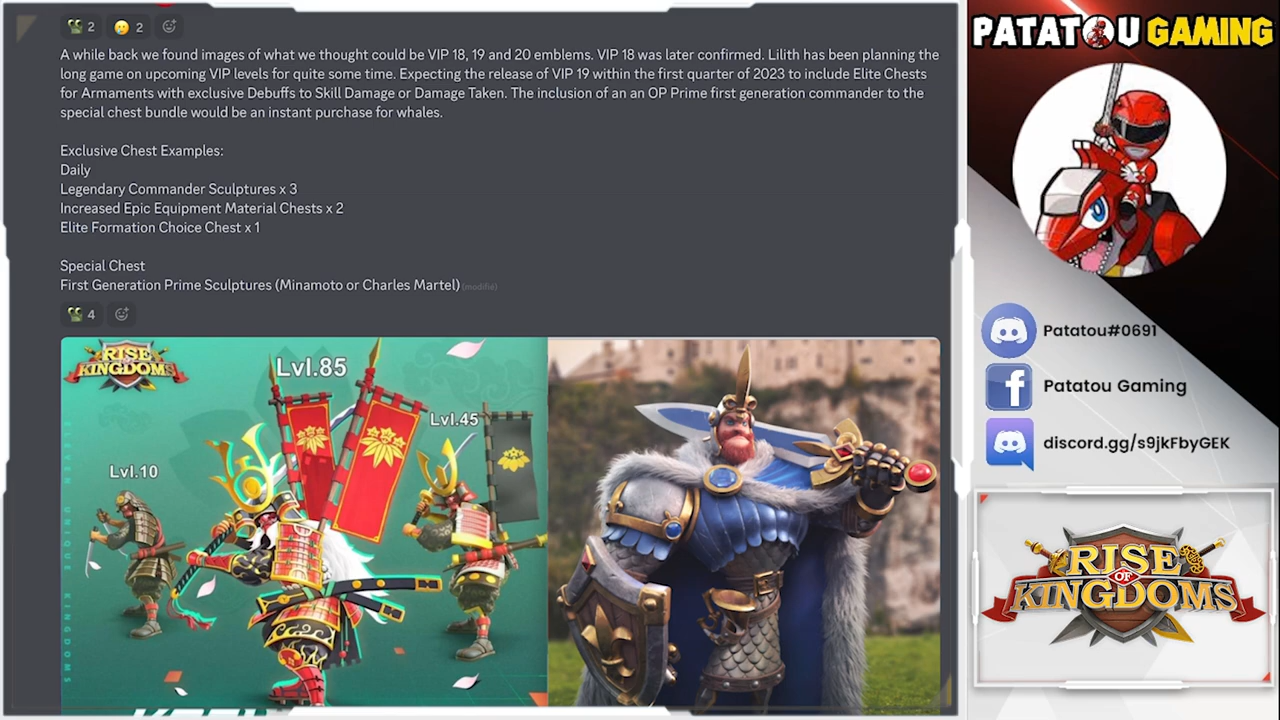 PATATOU GAMING
2 2
A while back we found images of what we thought could be VIP 18, 19 and 20 emblems. VIP 18 was later confirmed. Lilith has been planning the
long game on upcoming VIP levels for quite some time. Expecting the release of VIP 19 within the first quarter of 2023 to include Elite Chests
for Armaments with exclusive Debuffs to Skill Damage or Damage Taken. The inclusion of an an OP Prime first generation commander to the
special chest bundle would be an instant purchase for whales.
Exclusive Chest Examples:
Daily
Legendary Commander Sculptures x 3
Increased Epic Equipment Material Chests x 2
Elite Formation Choice Chest x 1
Special Chest
First Generation Prime Sculptures (Minamoto or Charles Martel) (modifié)
4
RISE OF
KINGDOMS
Lvl.85
Lvl.45
Lvl.10
Patatou#0691
Patatou Gaming
discord.gg/s9jkFbyGEK
RISE
OF
KINGDOMS